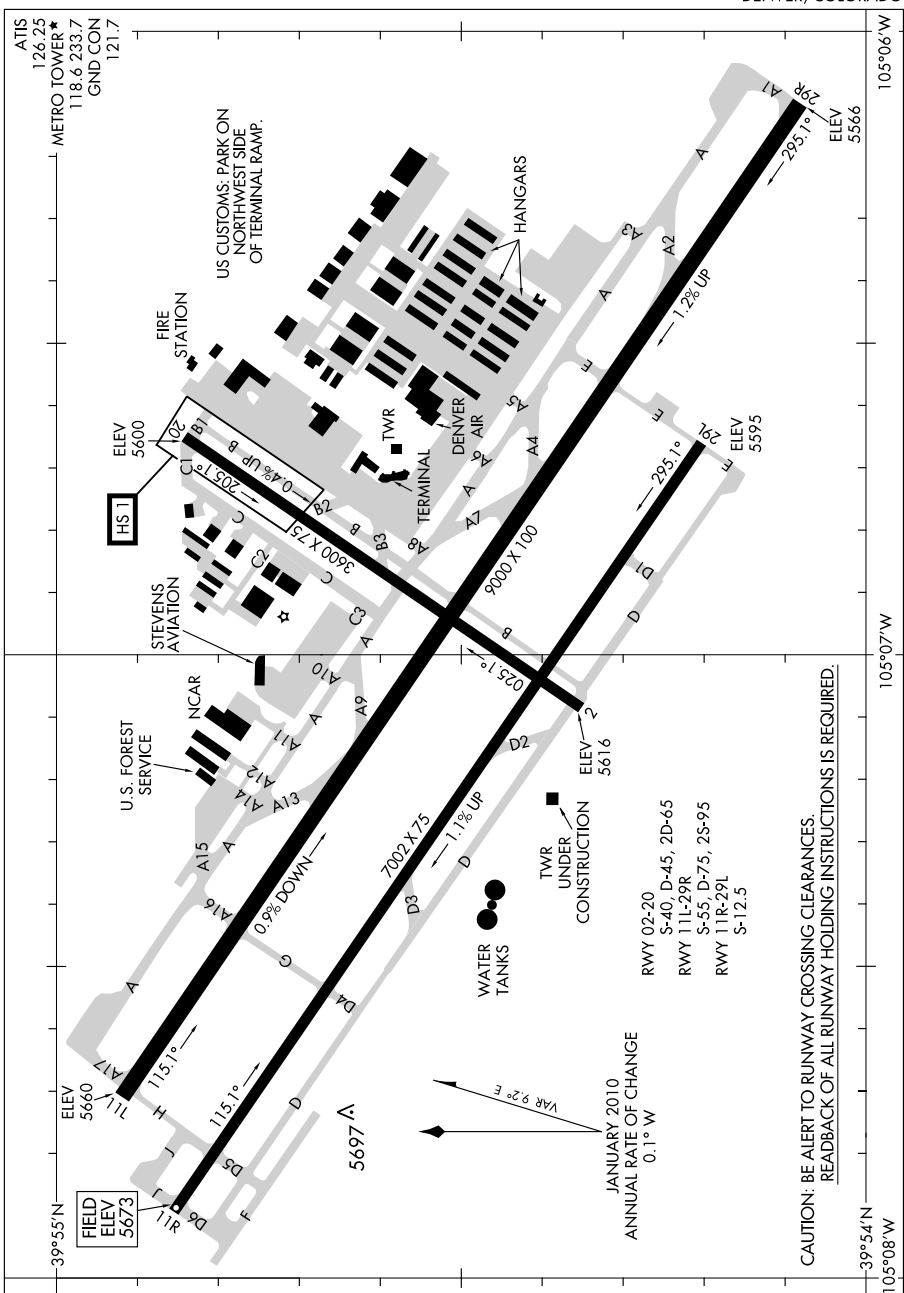 DENVER, COLORADO
ATIS
126.25
METRO TOWER★
118.6 233.7
GND CON
121.7
105°06'W
US CUSTOMS: PARK ON
NORTHWEST SIDE
OF TERMINAL RAMP.
HANGARS
FIRE
STATION
ELEV
5600
HS 1
20
B1
C1
B
205.1°
0.4% UP
C
B2
B
C2
3600 X 75
B3
C
C3
A8
TWR
TERMINAL
DENVER
AIR
A7
A
A6
A5
A4
A
A3
A2
A
A1
29R
295.1°
ELEV
5566
1.2% UP
E
E
E
29L
ELEV
5595
295.1°
9000 X 100
D1
D
B
STEVENS
AVIATION
NCAR
U.S. FOREST
SERVICE
A
A10
A9
A
A11
A12
A14
A13
A15
A
A16
0.9% DOWN
025.1°
2
ELEV
5616
105°07'W
D2
7002 X 75
1.1% UP
D
D3
TWR
UNDER
CONSTRUCTION
WATER
TANKS
G
D4
A
A17
11L
ELEV
5660
115.1°
H
J
J
115.1°
D
D5
D6
F
11R
FIELD
ELEV
5673
5697
VAR 9.2° E
JANUARY 2010
ANNUAL RATE OF CHANGE
0.1° W
RWY 02-20
S-40, D-45, 2D-65
RWY 11L-29R
S-55, D-75, 2S-95
RWY 11R-29L
S-12.5
CAUTION: BE ALERT TO RUNWAY CROSSING CLEARANCES.
READBACK OF ALL RUNWAY HOLDING INSTRUCTIONS IS REQUIRED.
39°55'N
39°54'N
105°08'W